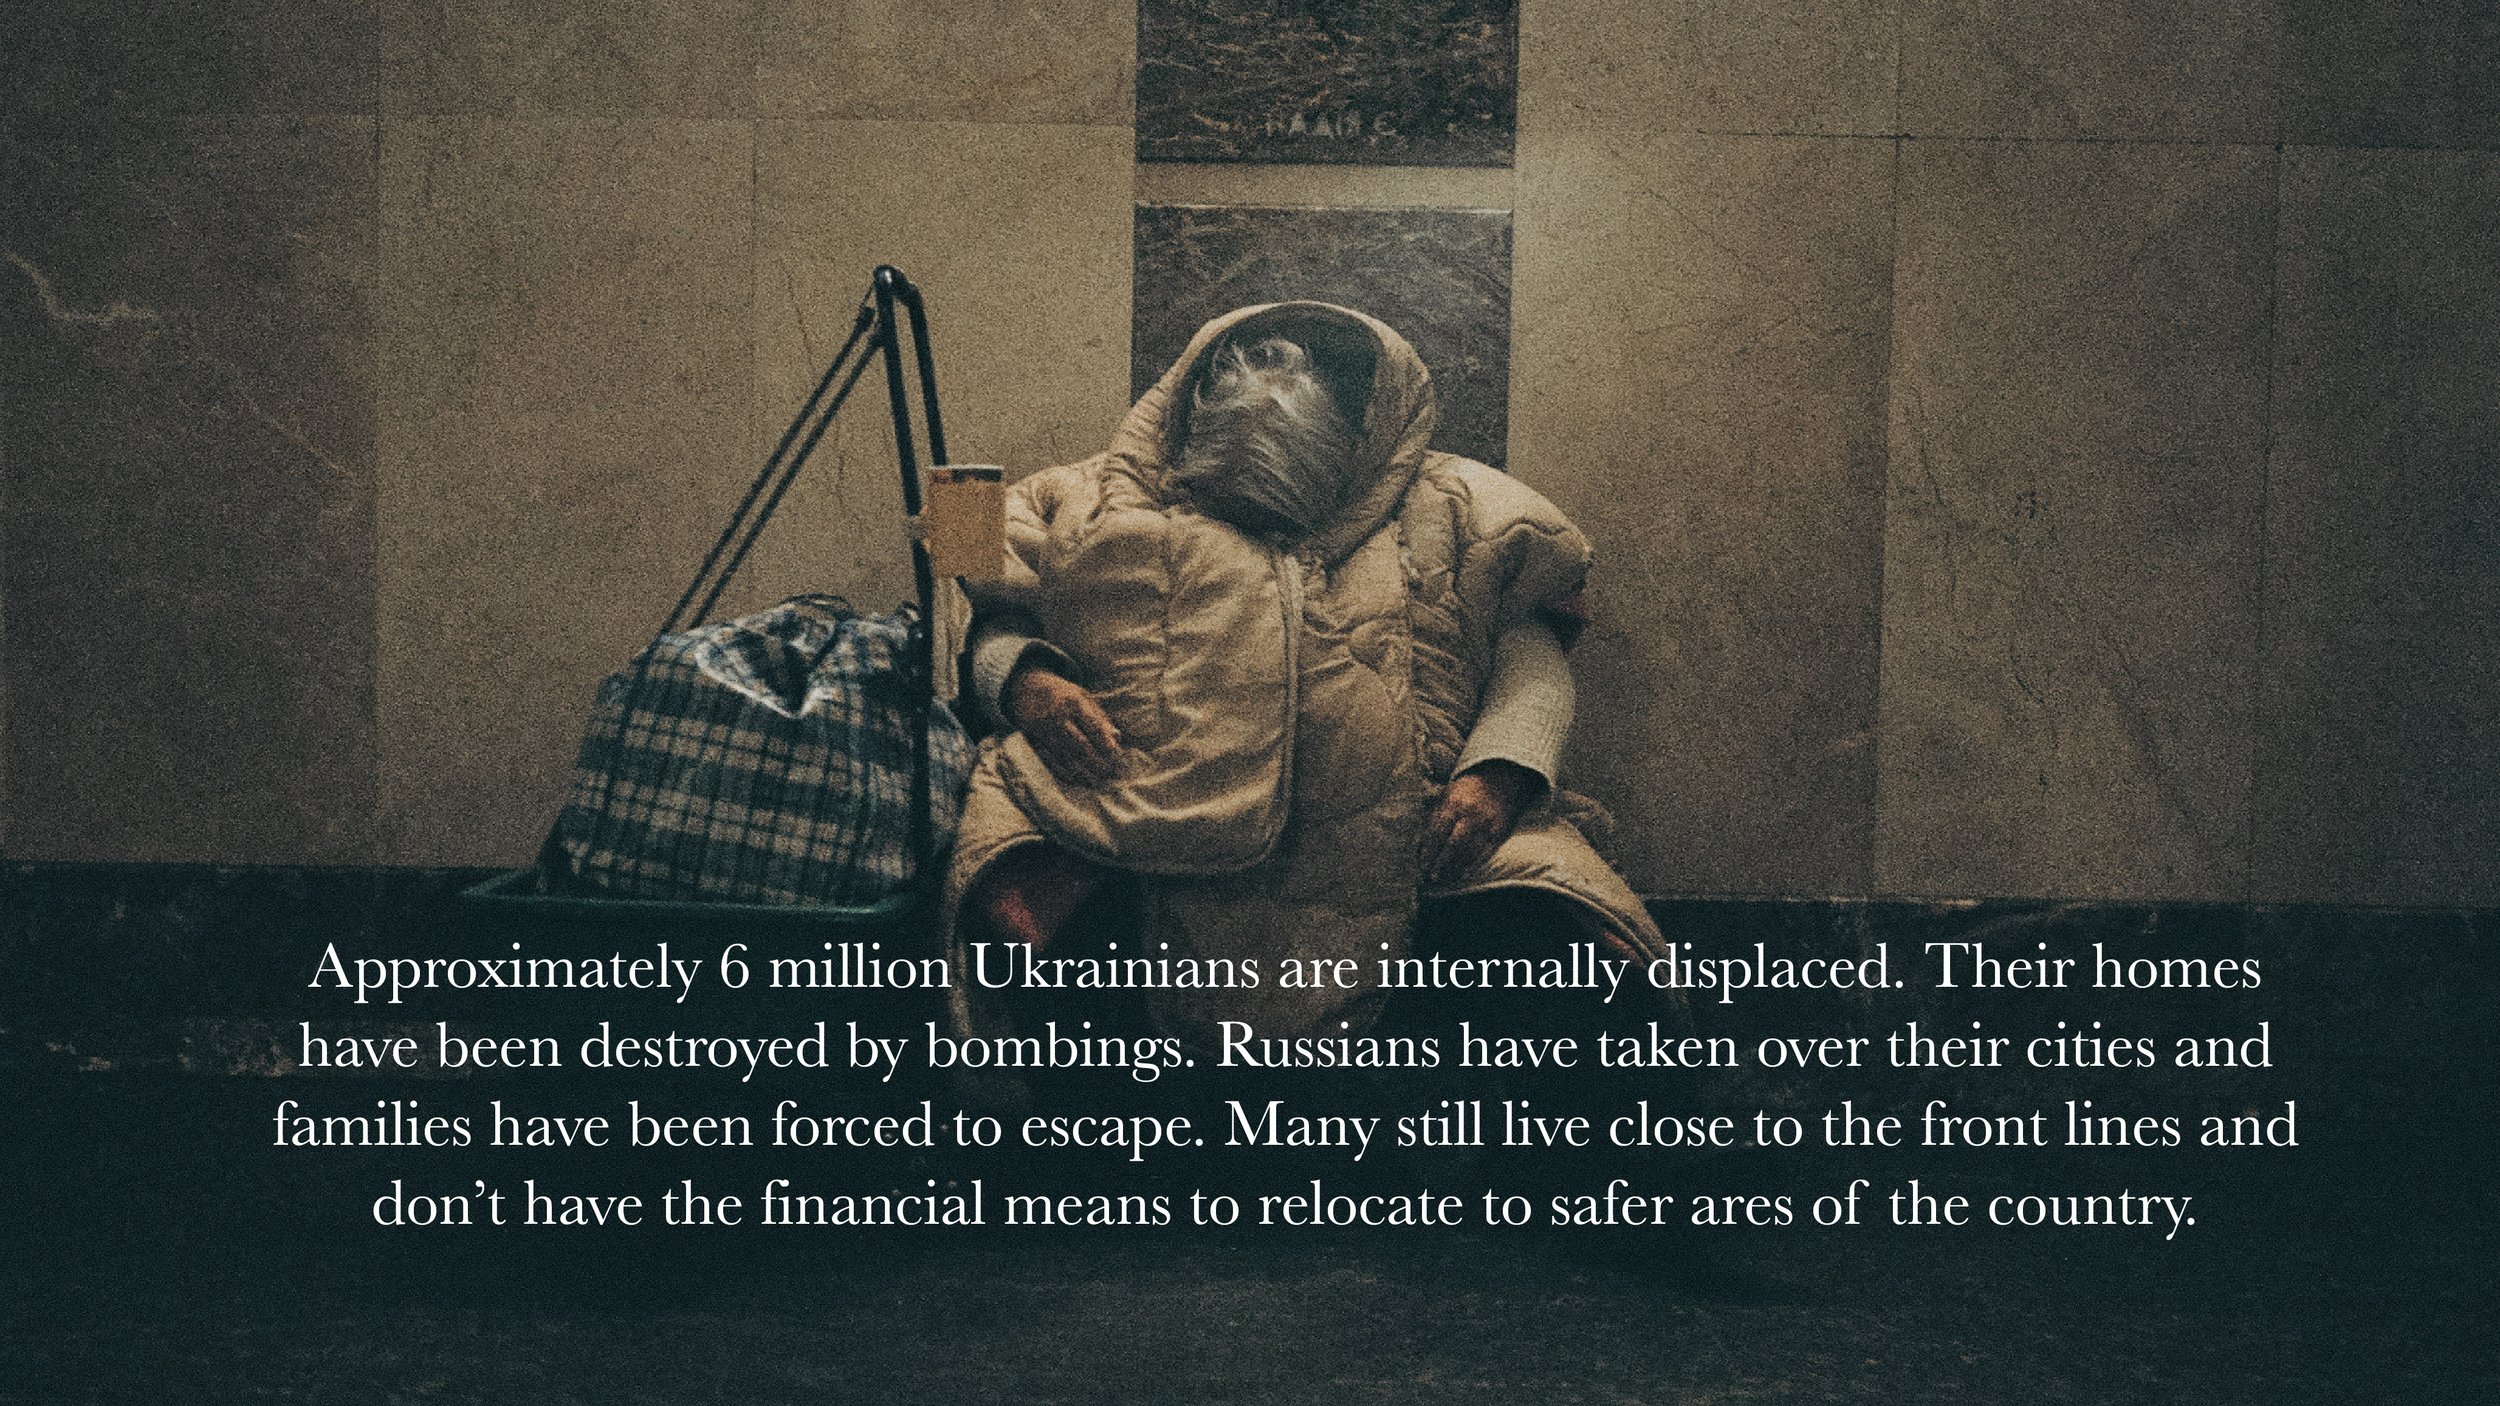 Approximately 6 million Ukrainians are internally displaced. Their homes
have been destroyed by bombings. Russians have taken over their cities and
families have been forced to escape. Many still live close to the front lines and
don’t have the financial means to relocate to safer ares of the country.